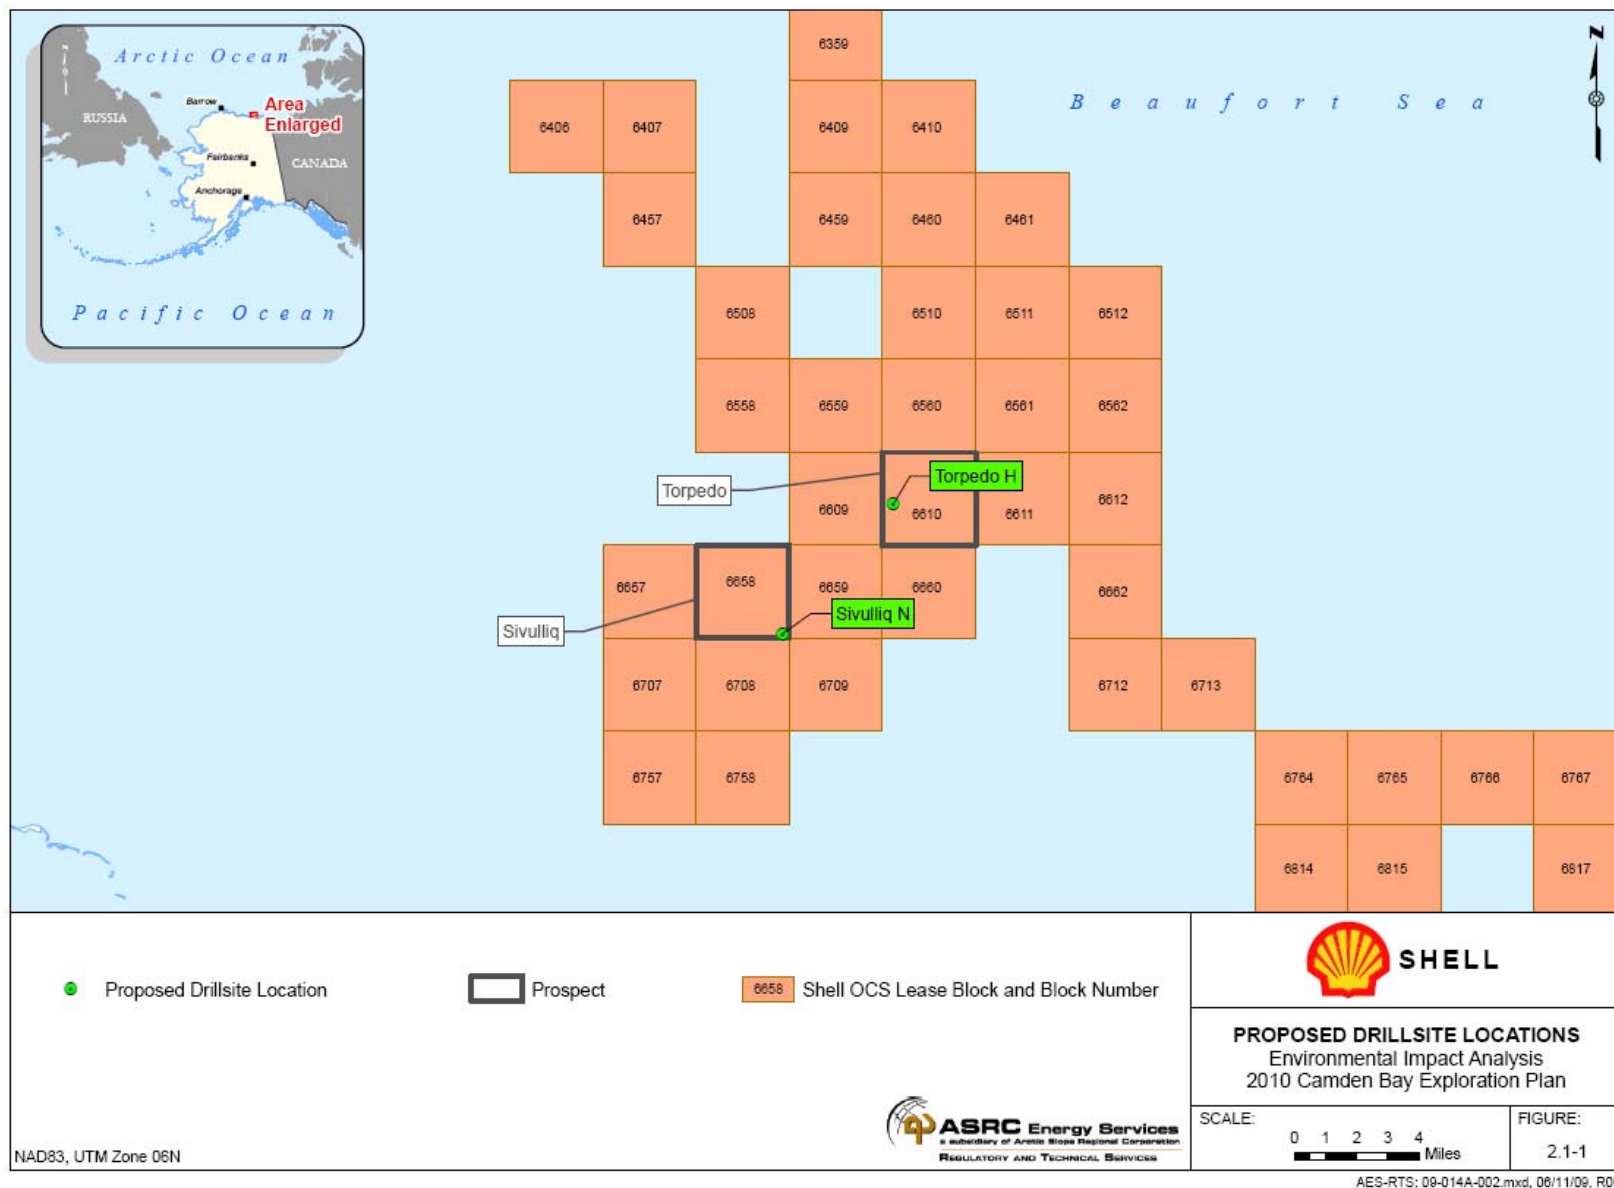 Arctic Ocean
Barrow
Area
Enlarged
RUSSIA
Fairbanks
CANADA
Anchorage
Pacific Ocean
Beaufort Sea
N
6359
6406 6407 6409 6410
6457 6459 6460 6461
6508 6510 6511 6512
6558 6559 6560 6561 6562
Torpedo
Torpedo H
6609 6610 6611 6612
6657 6658 6659 6660 6662
Sivulliq
Sivulliq N
6707 6708 6709 6712 6713
6757 6758 6764 6765 6766 6767
6814 6815 6817
Proposed Drillsite Location
Prospect
6658 Shell OCS Lease Block and Block Number
SHELL
PROPOSED DRILLSITE LOCATIONS
Environmental Impact Analysis
2010 Camden Bay Exploration Plan
ASRC Energy Services
a subsidiary of Arctic Slope Regional Corporation
REGULATORY AND TECHNICAL SERVICES
SCALE:
0 1 2 3 4
Miles
FIGURE:
2.1-1
NAD83, UTM Zone 06N
AES-RTS: 09-014A-002.mxd, 06/11/09, R0